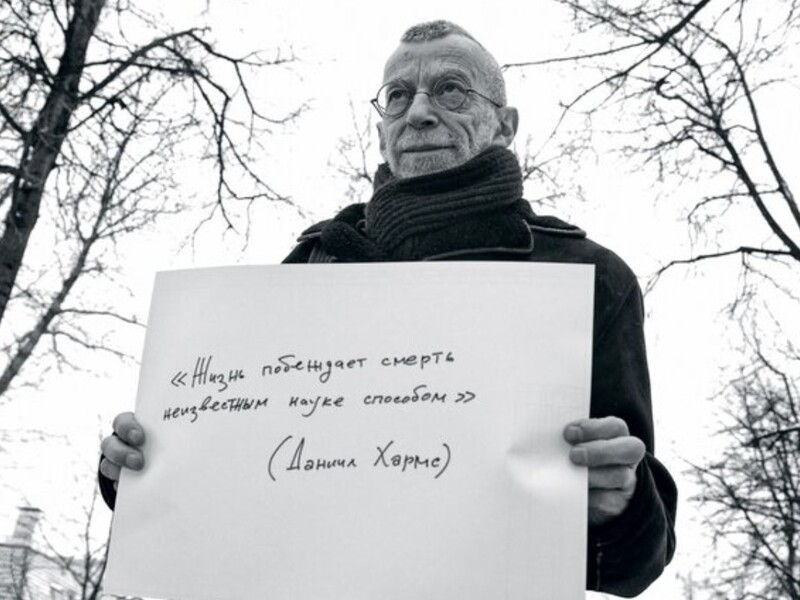 «Жизнь побеждает смерть
неизвестным науке способом»
(Даниил Хармс)